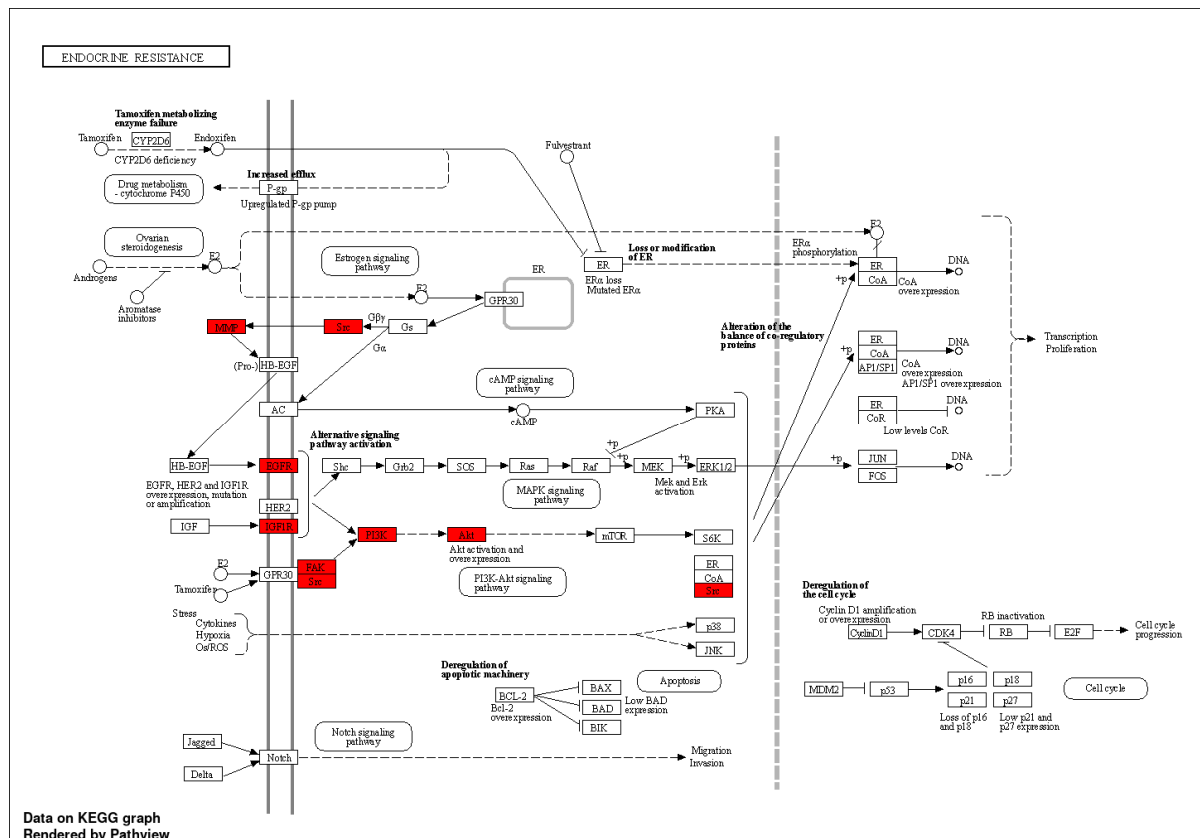 ENDOCRINE RESISTANCE
Tamoxifen metabolizing
enzyme failure
Tamoxifen
CYP2D6
Endoxifen
CYP2D6 deficiency
Fulvestrant
Increased efflux
Drug metabolism
- cytochrome P450
P-gp
Upregulated P-gp pump
Ovarian
steroidogenesis
E2
Androgens
Aromatase
inhibitors
Estrogen signaling
pathway
E2
ER
GPR30
ER
ERα loss
Mutated ERα
Loss or modification
of ER
ERα
phosphorylation
E2
+p
ER
CoA
DNA
CoA
overexpression
MMP
Src
Gβγ
Gs
Gα
(Pro-)
HB-EGF
Alteration of the
balance of co-regulatory
proteins
+p
ER
CoA
AP1/SP1
DNA
CoA
overexpression
AP1/SP1 overexpression
Transcription
Proliferation
cAMP signaling
pathway
AC
cAMP
PKA
ER
CoR
DNA
Low levels CoR
Alternative signaling
pathway activation
HB-EGF
EGFR
Shc
Grb2
SOS
Ras
Raf
+p
+p
MEK
+p
ERK1/2
+p
JUN
FOS
DNA
EGFR, HER2 and IGF1R
overexpression, mutation
or amplification
HER2
MAPK signaling
pathway
Mek and Erk
activation
IGF
IGF1R
PI3K
Akt
mTOR
S6K
Akt activation and
overexpression
E2
Tamoxifen
GPR30
FAK
Src
PI3K-Akt signaling
pathway
ER
CoA
Src
Stress
Cytokines
Hypoxia
Os/ROS
p38
JNK
Deregulation of
the cell cycle
Cyclin D1 amplification
or overexpression
RB inactivation
CyclinD1
CDK4
RB
E2F
Cell cycle
progression
MDM2
p53
p16
p18
p21
p27
Loss of p16
and p18
Low p21 and
p27 expression
Cell cycle
Deregulation of
apoptotic machinery
Apoptosis
BCL-2
Bcl-2
overexpression
BAX
BAD
BIK
Low BAD
expression
Notch signaling
pathway
Jagged
Delta
Notch
Migration
Invasion
Data on KEGG graph
Rendered by Pathview